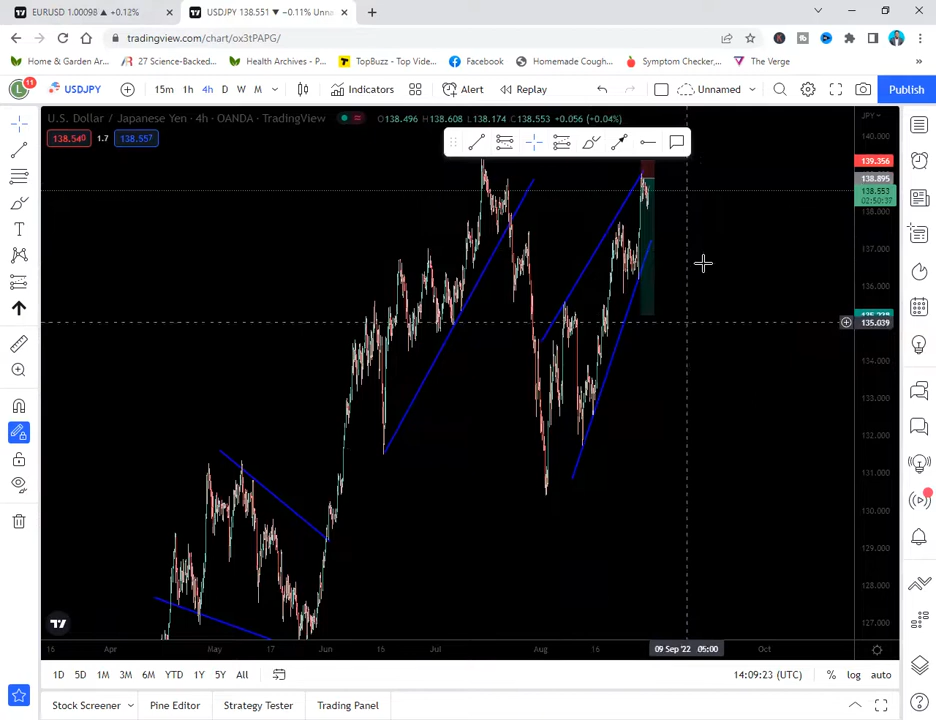 EURUSD 1.00098 ▲ +0.12%
USDJPY 138.551 ▼ −0.11% Unna
tradingview.com/chart/ox3tPAPG/
Home & Garden Ar...
27 Science-Backed...
Health Archives - P...
TopBuzz - Top Vide...
Facebook
Homemade Cough...
Symptom Checker,...
The Verge
»
L
11
USDJPY
15m
1h
4h
D
W
M
Indicators
Alert
Replay
Unnamed
Publish
U.S. Dollar / Japanese Yen · 4h · OANDA · TradingView
O138.496 H138.608 L138.174 C138.553 +0.056 (+0.04%)
JPY
138.540
1.7
138.557
140.000
139.356
138.895
138.553
02:50:37
138.000
137.000
136.000
135.039
134.000
133.000
132.000
131.000
130.000
129.000
128.000
127.000
16
Apr
May
17
Jun
15
Jul
Aug
15
09 Sep '22 05:00
Oct
1D
5D
1M
3M
6M
YTD
1Y
5Y
All
14:09:23 (UTC)
%
log
auto
Stock Screener
Pine Editor
Strategy Tester
Trading Panel